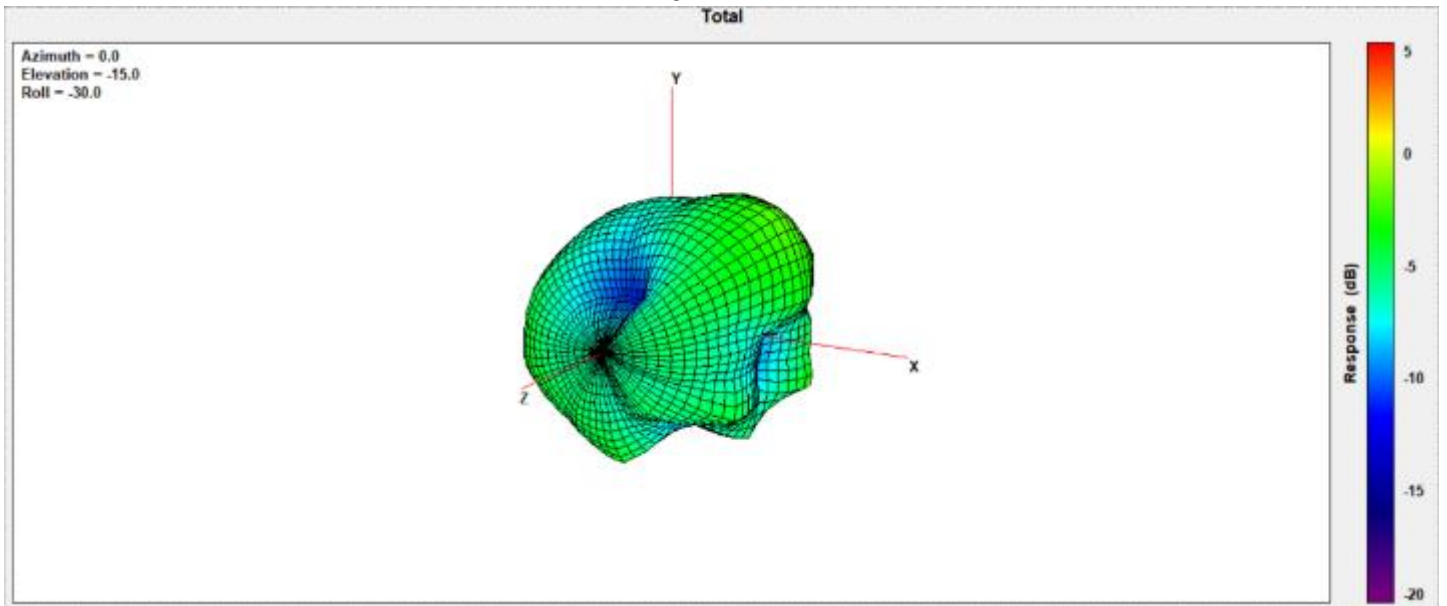 Total
Azimuth = 0.0
Elevation = -15.0
Roll = -30.0
Y
X
Z
5
0
-5
-10
-15
-20
Response (dB)